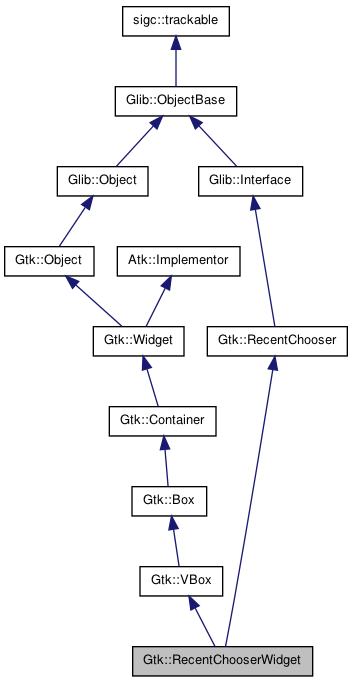 sigc::trackable
Glib::ObjectBase
Glib::Object
Glib::Interface
Gtk::Object
Atk::Implementor
Gtk::Widget
Gtk::RecentChooser
Gtk::Container
Gtk::Box
Gtk::VBox
Gtk::RecentChooserWidget